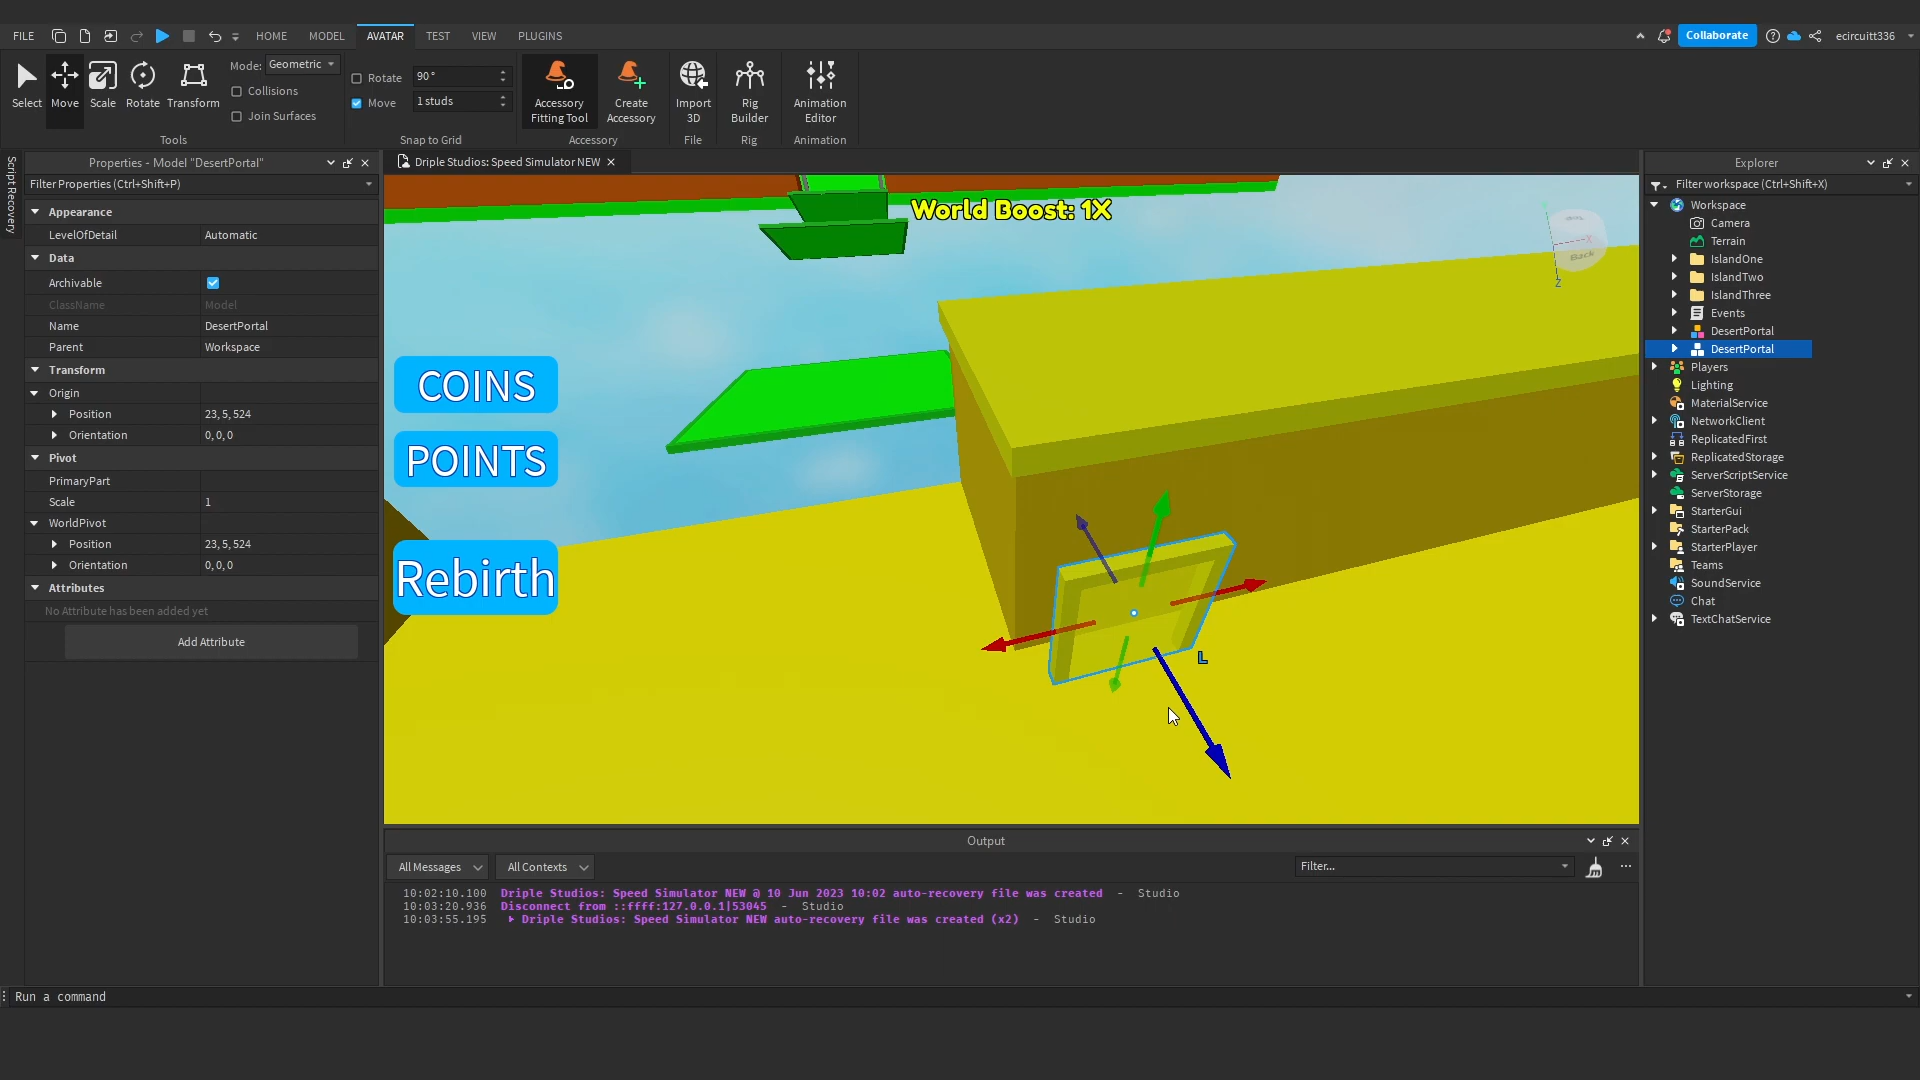 FILE HOME MODEL AVATAR TEST VIEW PLUGINS Collaborate ecircuitt336
Select Move Scale Rotate Transform
Mode: Geometric
Collisions
Join Surfaces
Tools
Rotate 90°
Move 1 studs
Snap to Grid
Accessory Fitting Tool
Create Accessory
Accessory
Import 3D
File
Rig Builder
Rig
Animation Editor
Animation
Script Recovery
Properties - Model "DesertPortal"
Filter Properties (Ctrl+Shift+P)
Appearance
LevelOfDetail Automatic
Data
Archivable
ClassName Model
Name DesertPortal
Parent Workspace
Transform
Origin
Position 23, 5, 524
Orientation 0, 0, 0
Pivot
PrimaryPart
Scale 1
WorldPivot
Position 23, 5, 524
Orientation 0, 0, 0
Attributes
No Attribute has been added yet
Add Attribute
Driple Studios: Speed Simulator NEW
World Boost: 1X
X
Back
Z
COINS
POINTS
Rebirth
L
Explorer
Filter workspace (Ctrl+Shift+X)
Workspace
Camera
Terrain
IslandOne
IslandTwo
IslandThree
Events
DesertPortal
DesertPortal
Players
Lighting
MaterialService
NetworkClient
ReplicatedFirst
ReplicatedStorage
ServerScriptService
ServerStorage
StarterGui
StarterPack
StarterPlayer
Teams
SoundService
Chat
TextChatService
Output
All Messages All Contexts Filter...
10:02:10.100 Driple Studios: Speed Simulator NEW @ 10 Jun 2023 10:02 auto-recovery file was created - Studio
10:03:20.936 Disconnect from ::ffff:127.0.0.1|53045 - Studio
10:03:55.195 Driple Studios: Speed Simulator NEW auto-recovery file was created (x2) - Studio
Run a command